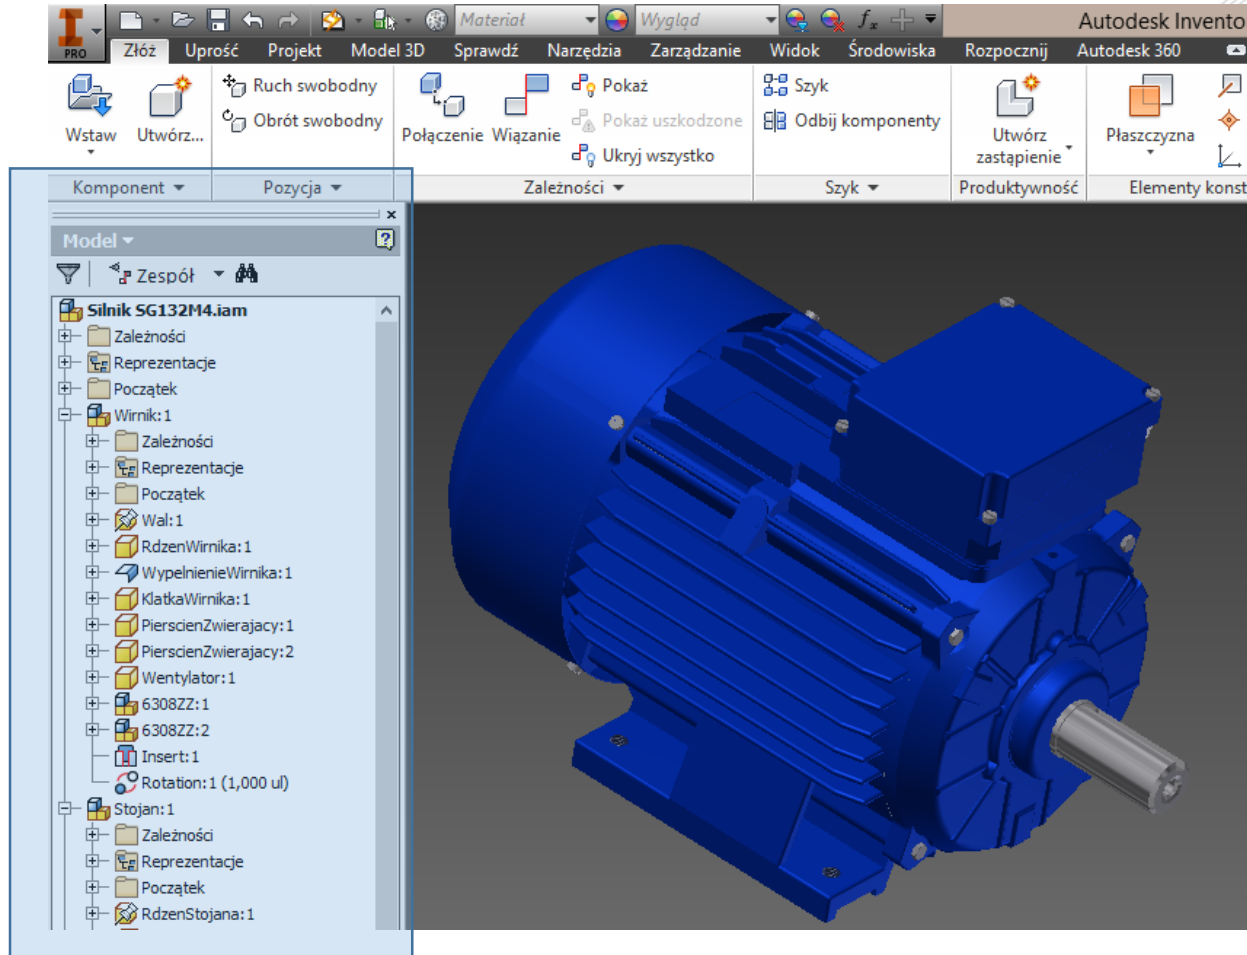 Materiał Wygląd fx Autodesk Invento
PRO Złóż Uprość Projekt Model 3D Sprawdź Narzędzia Zarządzanie Widok Środowiska Rozpocznij Autodesk 360
Wstaw Utwórz... Ruch swobodny
Obrót swobodny
Połączenie Wiązanie Pokaż
Pokaż uszkodzone
Ukryj wszystko
Szyk
Odbij komponenty
Utwórz
zastąpienie
Płaszczyzna
Komponent Pozycja Zależności Szyk Produktywność Elementy konst
Model
Zespół
Silnik SG132M4.iam
Zależności
Reprezentacje
Początek
Wirnik:1
Zależności
Reprezentacje
Początek
Wal:1
RdzenWirnika:1
WypelnienieWirnika:1
KlatkaWirnika:1
PierscienZwierajacy:1
PierscienZwierajacy:2
Wentylator:1
6308ZZ:1
6308ZZ:2
Insert:1
Rotation:1 (1,000 ul)
Stojan:1
Zależności
Reprezentacje
Początek
RdzenStojana:1